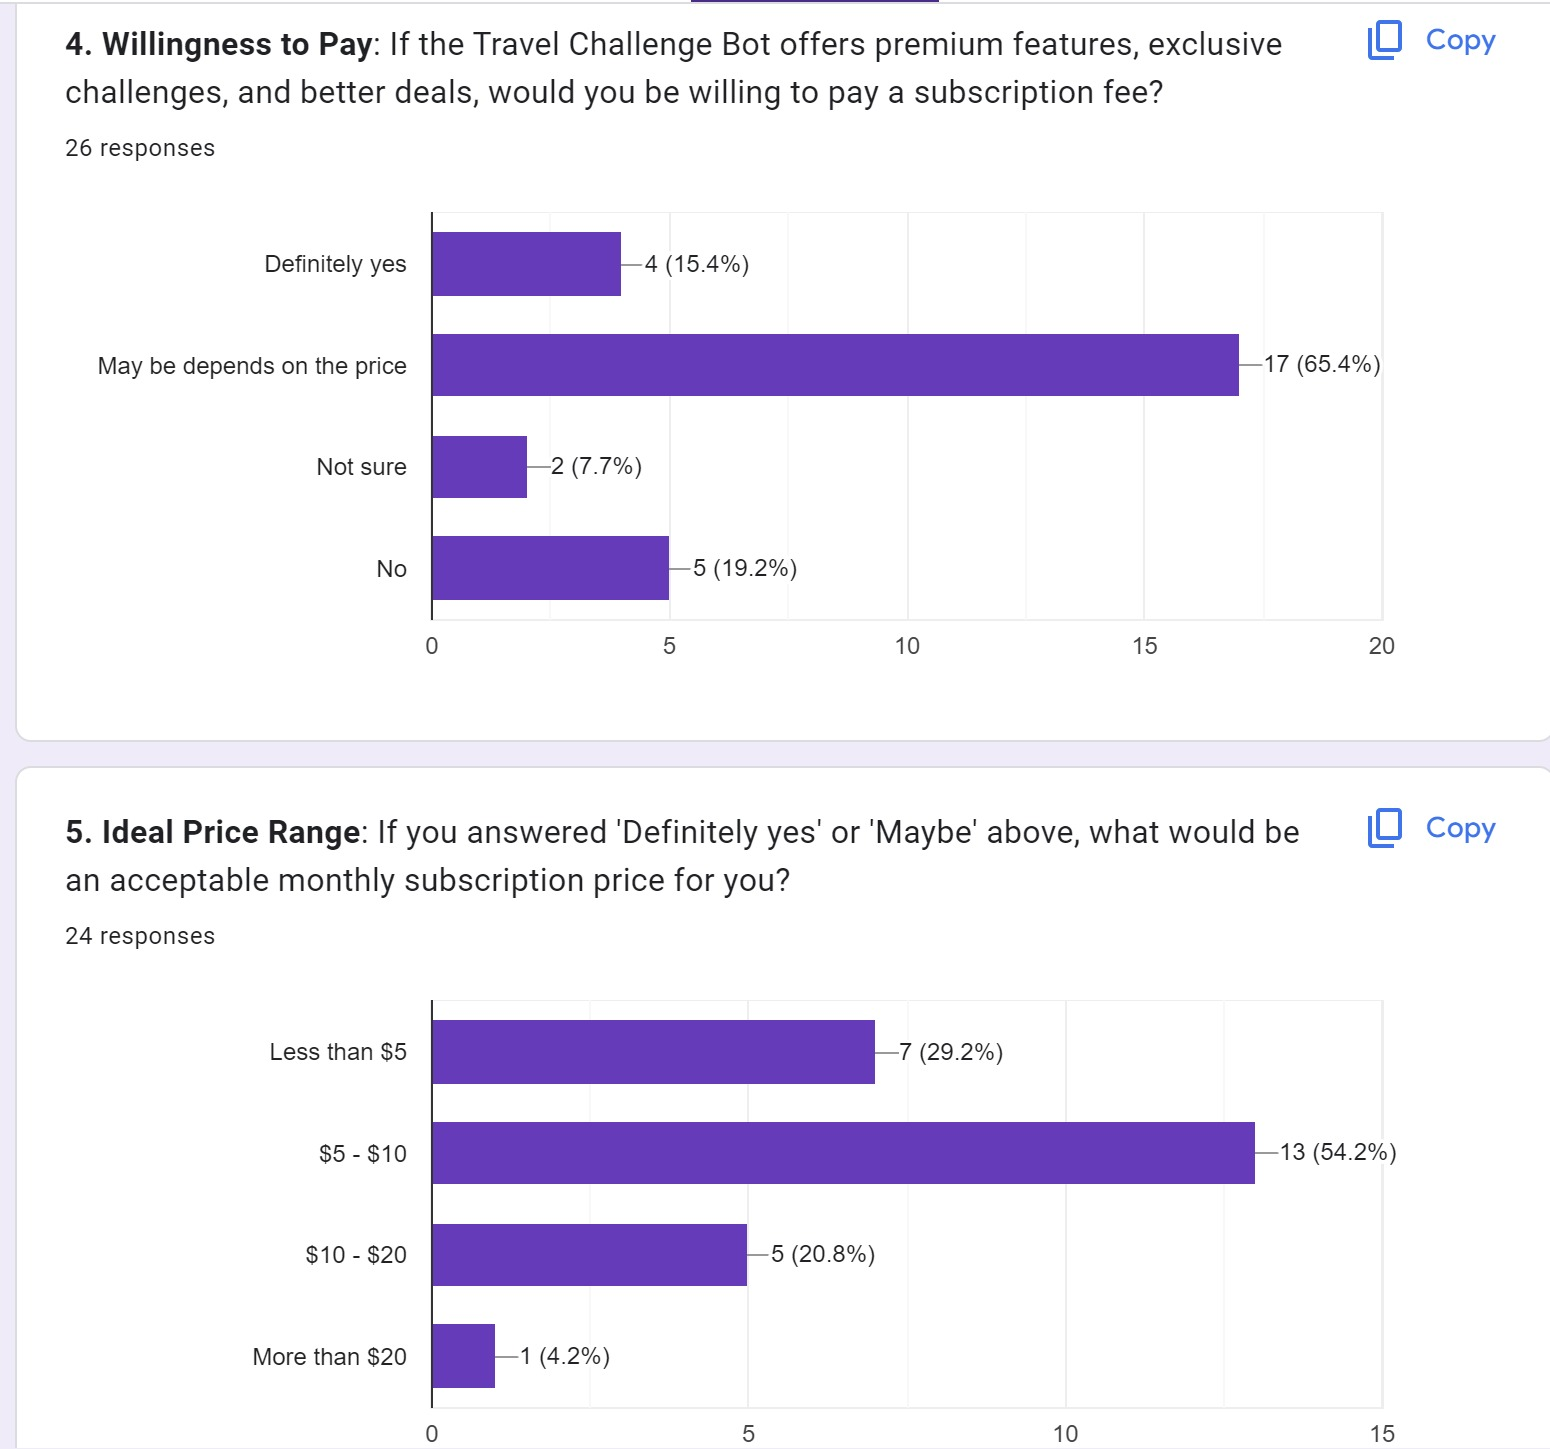 4. Willingness to Pay: If the Travel Challenge Bot offers premium features, exclusive
challenges, and better deals, would you be willing to pay a subscription fee?
Copy
26 responses
Definitely yes
4 (15.4%)
May be depends on the price
17 (65.4%)
Not sure
2 (7.7%)
No
5 (19.2%)
0 5 10 15 20
5. Ideal Price Range: If you answered 'Definitely yes' or 'Maybe' above, what would be
an acceptable monthly subscription price for you?
Copy
24 responses
Less than $5
7 (29.2%)
$5 - $10
13 (54.2%)
$10 - $20
5 (20.8%)
More than $20
1 (4.2%)
0 5 10 15